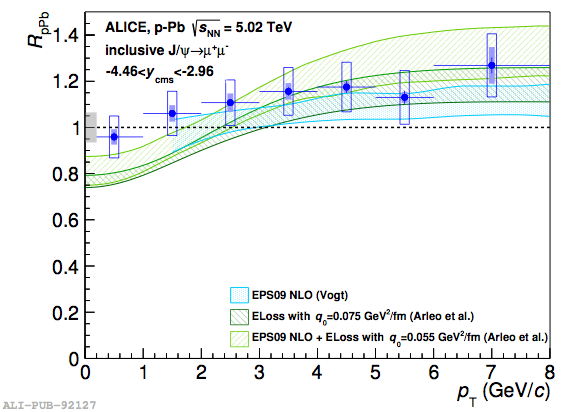 ALICE, p-Pb √sNN = 5.02 TeV
inclusive J/ψ→μ+μ-
-4.46<ycms<-2.96
RpPb
1.4
1.2
1
0.8
0.6
0.4
0.2
0
EPS09 NLO (Vogt)
ELoss with q0=0.075 GeV2/fm (Arleo et al.)
EPS09 NLO + ELoss with q0=0.055 GeV2/fm (Arleo et al.)
0 1 2 3 4 5 6 7 8
pT (GeV/c)
ALI-PUB-92127